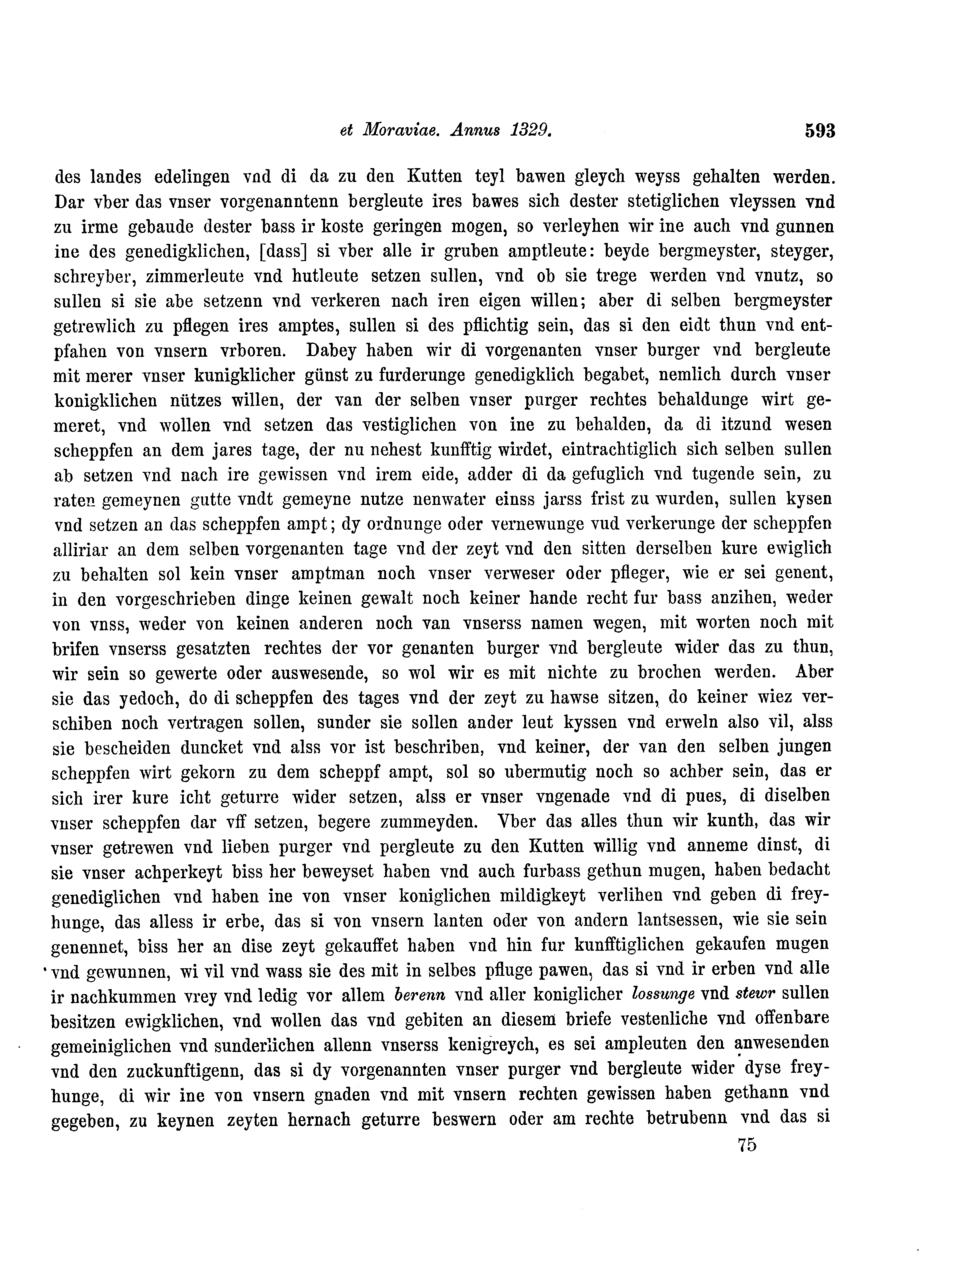 et Moraviae. Annus 1329. 593
des landes edelingen vnd di da zu den Kutten teyl bawen gleych weyss gehalten werden.
Dar vber das vnser vorgenanntenn bergleute ires bawes sich dester stetiglichen vleyssen vnd
zu irme gebaude dester bass ir koste geringen mogen, so verleyhen wir ine auch vnd gunnen
ine des genedigklichen, [dass] si vber alle ir gruben amptleute: beyde bergmeyster, steyger,
schreyber, zimmerleute vnd hutleute setzen sullen, vnd ob sie trege werden vnd vnutz, so
sullen si sie abe setzenn vnd verkeren nach iren eigen willen; aber di selben bergmeyster
getrewlich zu pflegen ires amptes, sullen si des pflichtig sein, das si den eidt thun vnd ent-
pfahen von vnsern vrboren. Dabey haben wir di vorgenanten vnser burger vnd bergleute
mit merer vnser kunigklicher günst zu furderunge genedigklich begabet, nemlich durch vnser
konigklichen nützes willen, der van der selben vnser purger rechtes behaldunge wirt ge-
meret, vnd wollen vnd setzen das vestiglichen von ine zu behalden, da di itzund wesen
scheppfen an dem jares tage, der nu nehest kunfftig wirdet, eintrachtiglich sich selben sullen
ab setzen vnd nach ire gewissen vnd irem eide, adder di da gefuglich vnd tugende sein, zu
raten gemeynen gutte vndt gemeyne nutze nenwater einss jarss frist zu wurden, sullen kysen
vnd setzen an das scheppfen ampt; dy ordnunge oder vernewunge vud verkerunge der scheppfen
alliriar an dem selben vorgenanten tage vnd der zeyt vnd den sitten derselben kure ewiglich
zu behalten sol kein vnser amptman noch vnser verweser oder pfleger, wie er sei genent,
in den vorgeschrieben dinge keinen gewalt noch keiner hande recht fur bass anzihen, weder
von vnss, weder von keinen anderen noch van vnserss namen wegen, mit worten noch mit
brifen vnserss gesatzten rechtes der vor genanten burger vnd bergleute wider das zu thun,
wir sein so gewerte oder auswesende, so wol wir es mit nichte zu brochen werden. Aber
sie das yedoch, do di scheppfen des tages vnd der zeyt zu hawse sitzen, do keiner wiez ver-
schiben noch vertragen sollen, sunder sie sollen ander leut kyssen vnd erweln also vil, alss
sie bescheiden duncket vnd alss vor ist beschriben, vnd keiner, der van den selben jungen
scheppfen wirt gekorn zu dem scheppf ampt, sol so ubermutig noch so achber sein, das er
sich irer kure icht geturre wider setzen, alss er vnser vngenade vnd di pues, di diselben
vnser scheppfen dar vff setzen, begere zummeyden. Vber das alles thun wir kunth, das wir
vnser getrewen vnd lieben purger vnd pergleute zu den Kutten willig vnd anneme dinst, di
sie vnser achperkeyt biss her beweyset haben vnd auch furbass gethun mugen, haben bedacht
genediglichen vnd haben ine von vnser koniglichen mildigkeyt verlihen vnd geben di frey-
hunge, das alless ir erbe, das si von vnsern lanten oder von andern lantsessen, wie sie sein
genennet, biss her an dise zeyt gekauffet haben vnd hin fur kunfftiglichen gekaufen mugen
vnd gewunnen, wi vil vnd wass sie des mit in selbes pfluge pawen, das si vnd ir erben vnd alle
ir nachkummen vrey vnd ledig vor allem berenn vnd aller koniglicher lossunge vnd stewr sullen
besitzen ewigklichen, vnd wollen das vnd gebiten an diesem briefe vestenliche vnd offenbare
gemeiniglichen vnd sunderlichen allenn vnserss kenigreych, es sei ampleuten den anwesenden
vnd den zuckunftigenn, das si dy vorgenannten vnser purger vnd bergleute wider dyse frey-
hunge, di wir ine von vnsern gnaden vnd mit vnsern rechten gewissen haben gethann vnd
gegeben, zu keynen zeyten hernach geturre beswern oder am rechte betrubenn vnd das si
75